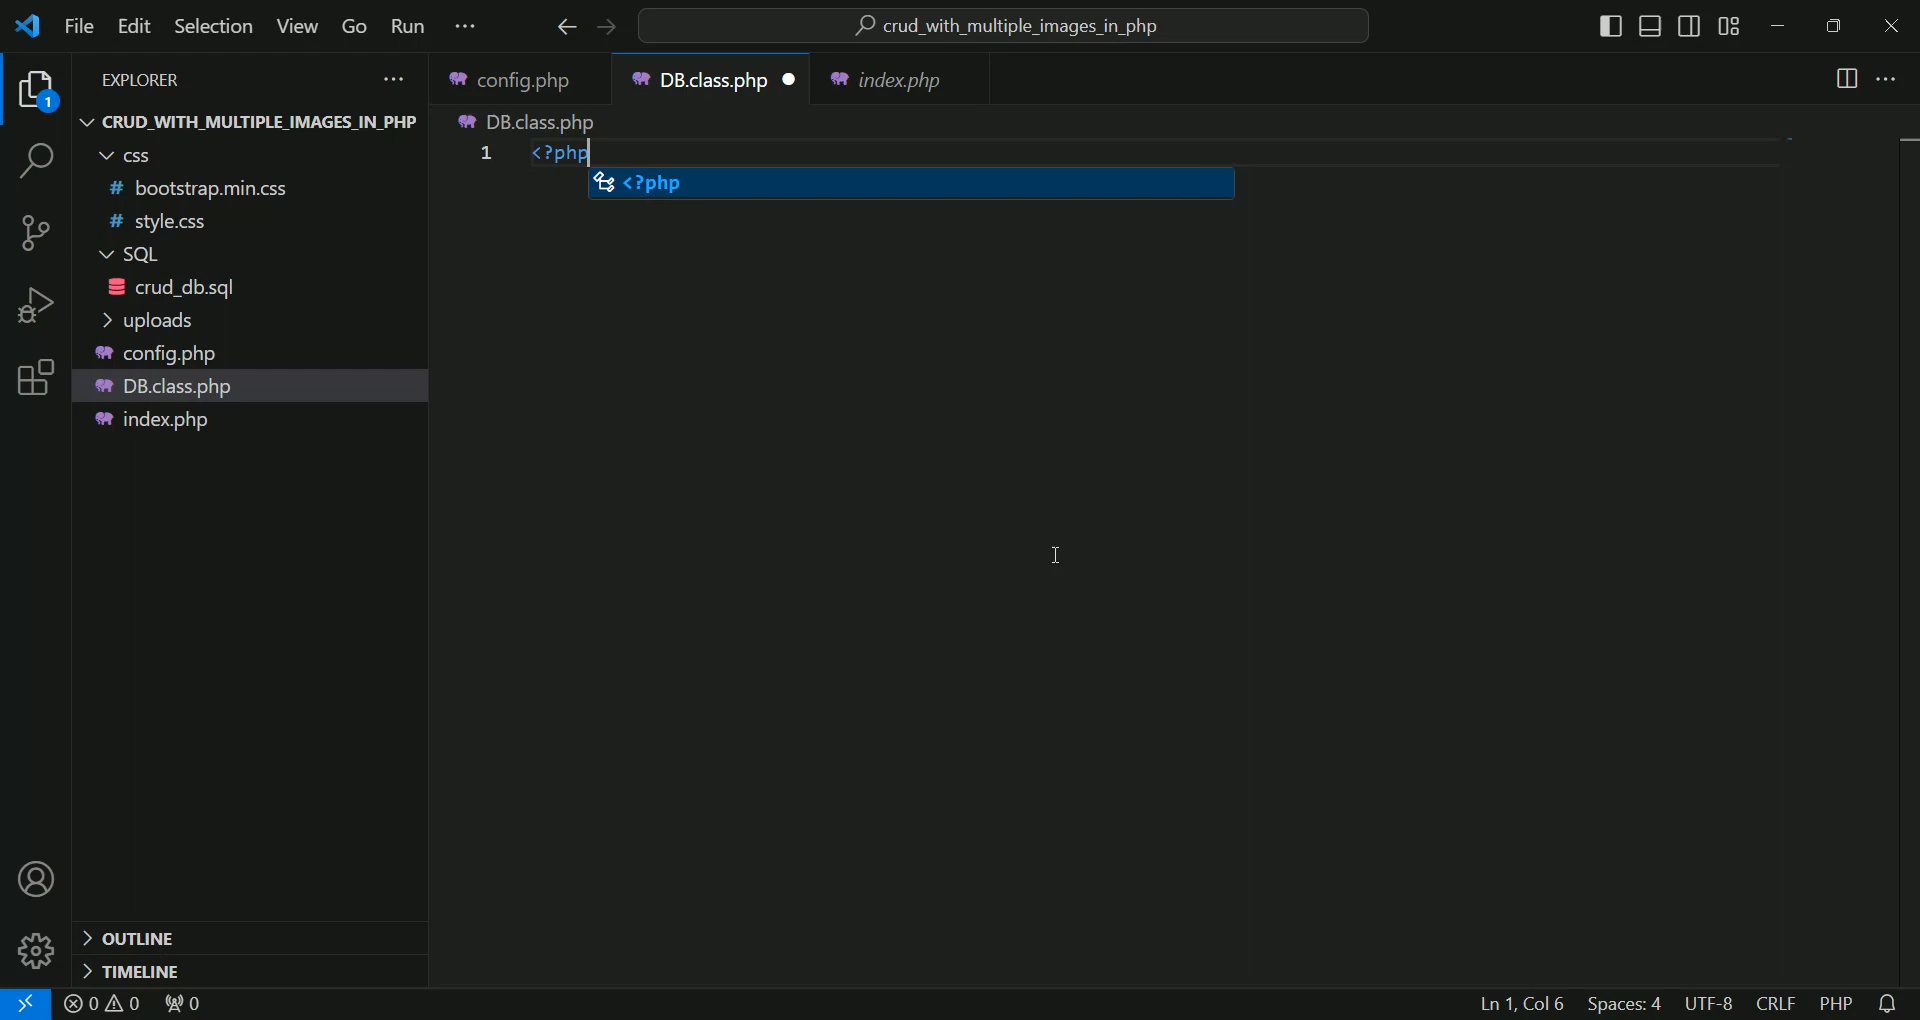 File Edit Selection View Go Run ···
crud_with_multiple_images_in_php
EXPLORER ···
1
CRUD_WITH_MULTIPLE_IMAGES_IN_PHP
css
# bootstrap.min.css
# style.css
SQL
crud_db.sql
uploads
config.php
DB.class.php
index.php
OUTLINE
TIMELINE
config.php DB.class.php index.php
DB.class.php
1 <?php
<?php
0 0 0
Ln 1, Col 6 Spaces: 4 UTF-8 CRLF PHP